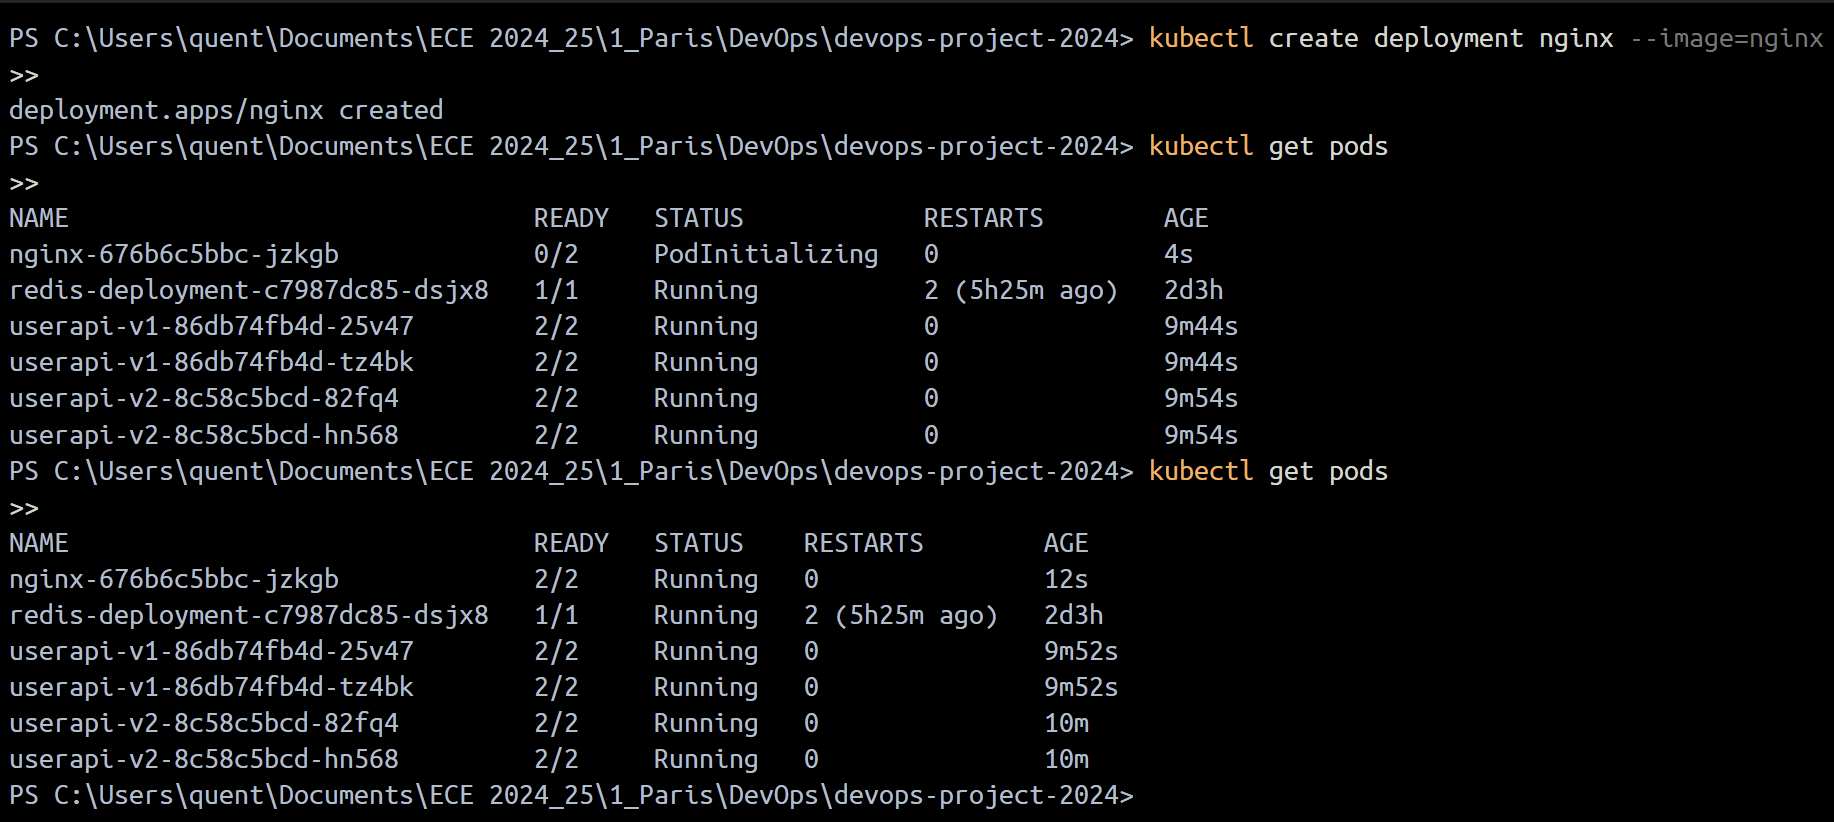 PS C:\Users\quent\Documents\ECE 2024_25\1_Paris\DevOps\devops-project-2024> kubectl create deployment nginx --image=nginx
>>
deployment.apps/nginx created
PS C:\Users\quent\Documents\ECE 2024_25\1_Paris\DevOps\devops-project-2024> kubectl get pods
>>
NAME READY STATUS RESTARTS AGE
nginx-676b6c5bbc-jzkgb 0/2 PodInitializing 0 4s
redis-deployment-c7987dc85-dsjx8 1/1 Running 2 (5h25m ago) 2d3h
userapi-v1-86db74fb4d-25v47 2/2 Running 0 9m44s
userapi-v1-86db74fb4d-tz4bk 2/2 Running 0 9m44s
userapi-v2-8c58c5bcd-82fq4 2/2 Running 0 9m54s
userapi-v2-8c58c5bcd-hn568 2/2 Running 0 9m54s
PS C:\Users\quent\Documents\ECE 2024_25\1_Paris\DevOps\devops-project-2024> kubectl get pods
>>
NAME READY STATUS RESTARTS AGE
nginx-676b6c5bbc-jzkgb 2/2 Running 0 12s
redis-deployment-c7987dc85-dsjx8 1/1 Running 2 (5h25m ago) 2d3h
userapi-v1-86db74fb4d-25v47 2/2 Running 0 9m52s
userapi-v1-86db74fb4d-tz4bk 2/2 Running 0 9m52s
userapi-v2-8c58c5bcd-82fq4 2/2 Running 0 10m
userapi-v2-8c58c5bcd-hn568 2/2 Running 0 10m
PS C:\Users\quent\Documents\ECE 2024_25\1_Paris\DevOps\devops-project-2024>